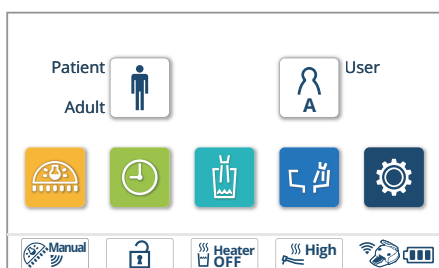 Patient
User
Adult
A
Manual
Heater
OFF
High